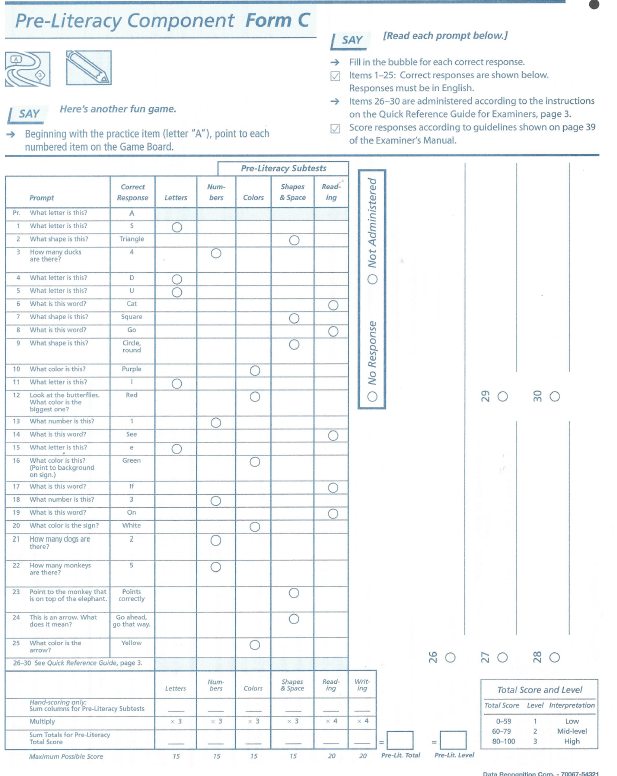 Pre-Literacy Component Form C
SAY [Read each prompt below.]
→ Fill in the bubble for each correct response.
☑ Items 1–25: Correct responses are shown below.
Responses must be in English.
→ Items 26–30 are administered according to the instructions
on the Quick Reference Guide for Examiners, page 3.
☑ Score responses according to guidelines shown on page 39
of the Examiner's Manual.
SAY Here's another fun game.
→ Beginning with the practice item (letter "A"), point to each
numbered item on the Game Board.
Pre-Literacy Subtests
Prompt Correct Response Letters Num-bers Colors Shapes & Space Read-ing
Pr. What letter is this? A
1 What letter is this? S
2 What shape is this? Triangle
3 How many ducks are there? 4
4 What letter is this? D
5 What letter is this? U
6 What is this word? Cat
7 What shape is this? Square
8 What is this word? Go
9 What shape is this? Circle, round
10 What color is this? Purple
11 What letter is this?
12 Look at the butterflies. What color is the biggest one? Red
13 What number is this? 1
14 What is this word? See
15 What letter is this? e
16 What color is this? (Point to background on sign.) Green
17 What is this word? If
18 What number is this? 3
19 What is this word? On
20 What color is the sign? White
21 How many dogs are there? 2
22 How many monkeys are there? 5
23 Point to the monkey that is on top of the elephant. Points correctly
24 This is an arrow. What does it mean? Go ahead, go that way.
25 What color is the arrow? Yellow
26–30 See Quick Reference Guide, page 3.
No Response Not Administered
29 30
26 27 28
Letters Num-bers Colors Shapes & Space Read-ing Writ-ing
Hand-scoring only:
Sum columns for Pre-Literacy Subtests
Multiply × 3 × 3 × 3 × 3 × 4 × 4
Sum Totals for Pre-Literacy
Total Score = =
Maximum Possible Score 15 15 15 15 20 20 Pre-Lit. Total Pre-Lit. Level
Total Score and Level
Total Score Level Interpretation
0–59 1 Low
60–79 2 Mid-level
80–100 3 High
Data Recognition Corp. - 70067-54321